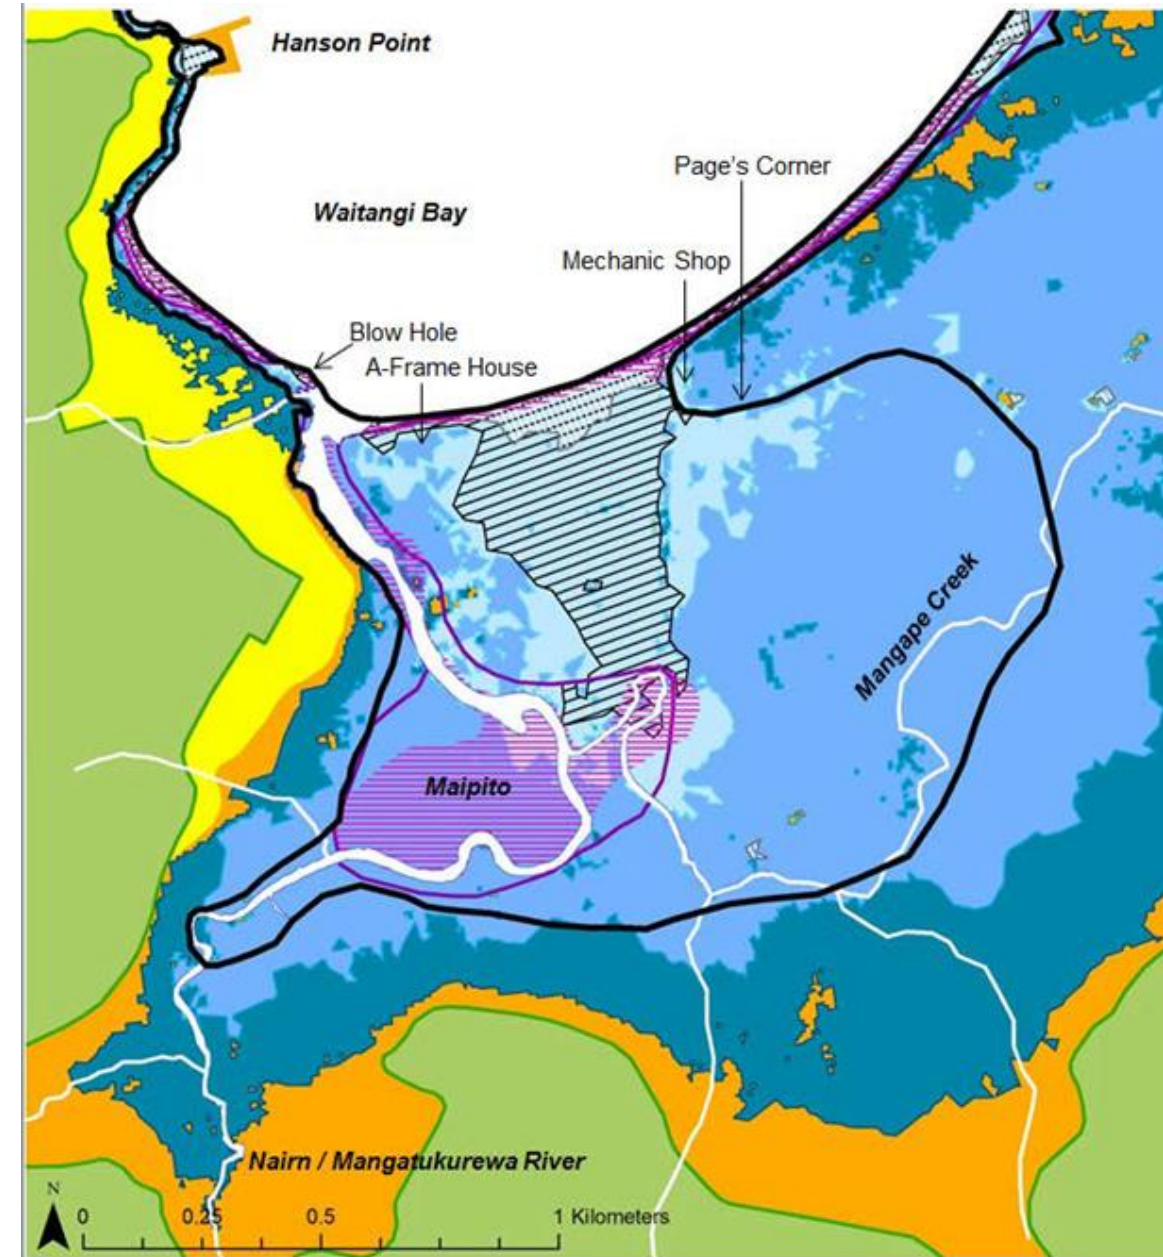 Hanson Point
Page's Corner
Waitangi Bay
Mechanic Shop
Blow Hole
A-Frame House
Mangape Creek
Maipito
Nairn / Mangatukurewa River
N
0 0.25 0.5 1 Kilometers